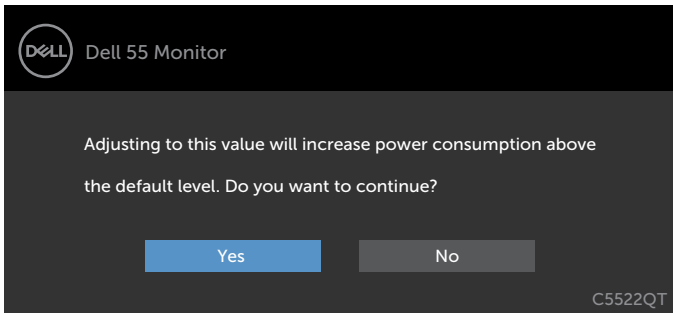 DELL
Dell 55 Monitor
Adjusting to this value will increase power consumption above
the default level. Do you want to continue?
Yes
No
C5522QT